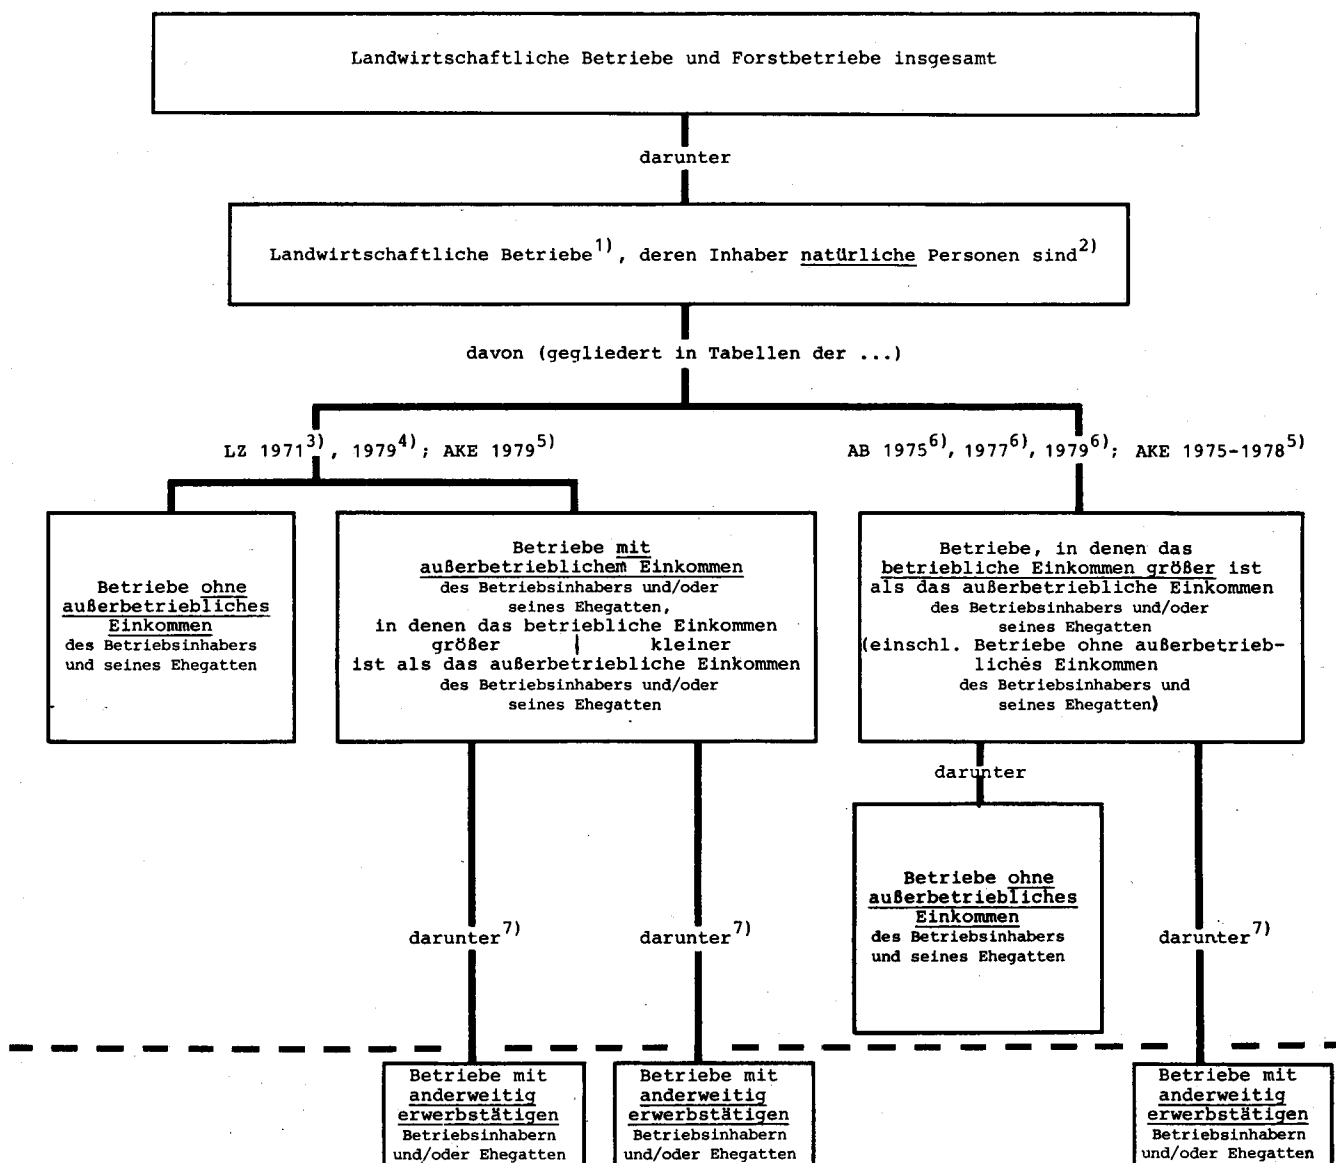 Landwirtschaftliche Betriebe und Forstbetriebe insgesamt
darunter
Landwirtschaftliche Betriebe1), deren Inhaber natürliche Personen sind2)
davon (gegliedert in Tabellen der ...)
LZ 19713), 19794); AKE 19795)
AB 19756), 19776), 19796); AKE 1975-19785)
Betriebe ohne
außerbetriebliches
Einkommen
des Betriebsinhabers
und seines Ehegatten
Betriebe mit
außerbetrieblichem Einkommen
des Betriebsinhabers und/oder
seines Ehegatten,
in denen das betriebliche Einkommen
größer | kleiner
ist als das außerbetriebliche Einkommen
des Betriebsinhabers und/oder
seines Ehegatten
Betriebe, in denen das
betriebliche Einkommen größer ist
als das außerbetriebliche Einkommen
des Betriebsinhabers und/oder
seines Ehegatten
(einschl. Betriebe ohne außerbetrieb-
liches Einkommen
des Betriebsinhabers und
seines Ehegatten)
darunter
Betriebe ohne
außerbetriebliches
Einkommen
des Betriebsinhabers
und seines Ehegatten
darunter7)
darunter7)
darunter7)
Betriebe mit
anderweitig
erwerbstätigen
Betriebsinhabern
und/oder Ehegatten
Betriebe mit
anderweitig
erwerbstätigen
Betriebsinhabern
und/oder Ehegatten
Betriebe mit
anderweitig
erwerbstätigen
Betriebsinhabern
und/oder Ehegatten